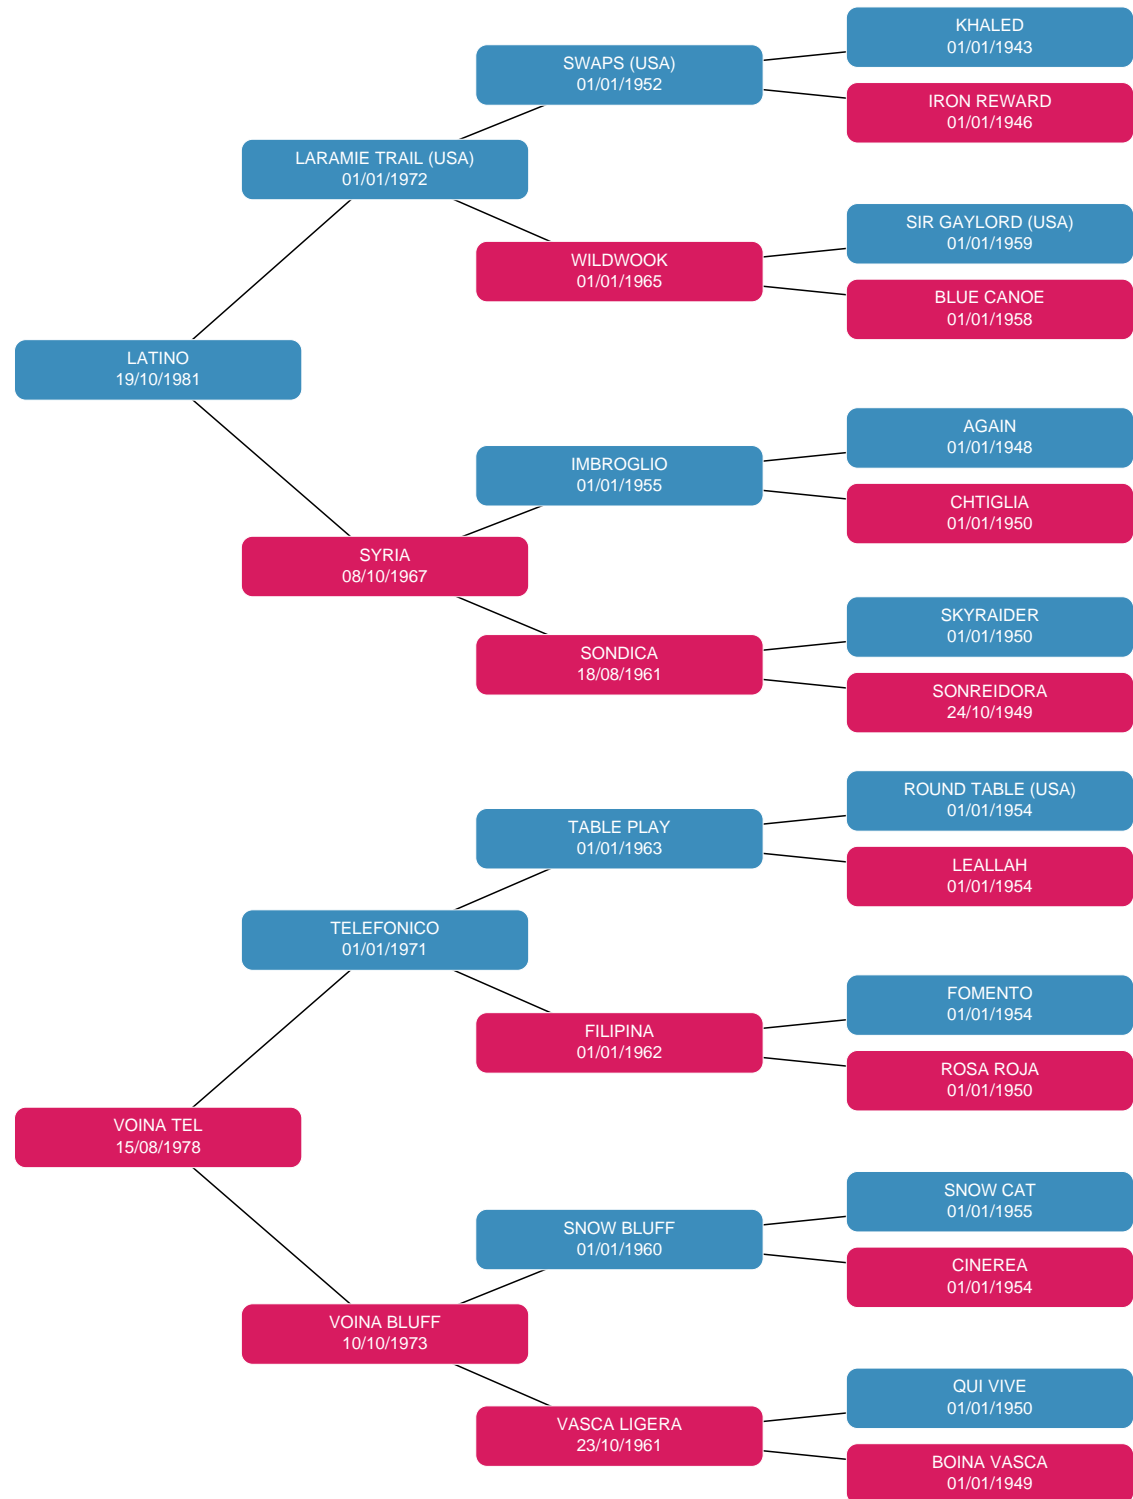 KHALED
01/01/1943
SWAPS (USA)
01/01/1952
IRON REWARD
01/01/1946
LARAMIE TRAIL (USA)
01/01/1972
SIR GAYLORD (USA)
01/01/1959
WILDWOOK
01/01/1965
BLUE CANOE
01/01/1958
LATINO
19/10/1981
AGAIN
01/01/1948
IMBROGLIO
01/01/1955
CHTIGLIA
01/01/1950
SYRIA
08/10/1967
SKYRAIDER
01/01/1950
SONDICA
18/08/1961
SONREIDORA
24/10/1949
ROUND TABLE (USA)
01/01/1954
TABLE PLAY
01/01/1963
LEALLAH
01/01/1954
TELEFONICO
01/01/1971
FOMENTO
01/01/1954
FILIPINA
01/01/1962
ROSA ROJA
01/01/1950
VOINA TEL
15/08/1978
SNOW CAT
01/01/1955
SNOW BLUFF
01/01/1960
CINEREA
01/01/1954
VOINA BLUFF
10/10/1973
QUI VIVE
01/01/1950
VASCA LIGERA
23/10/1961
BOINA VASCA
01/01/1949